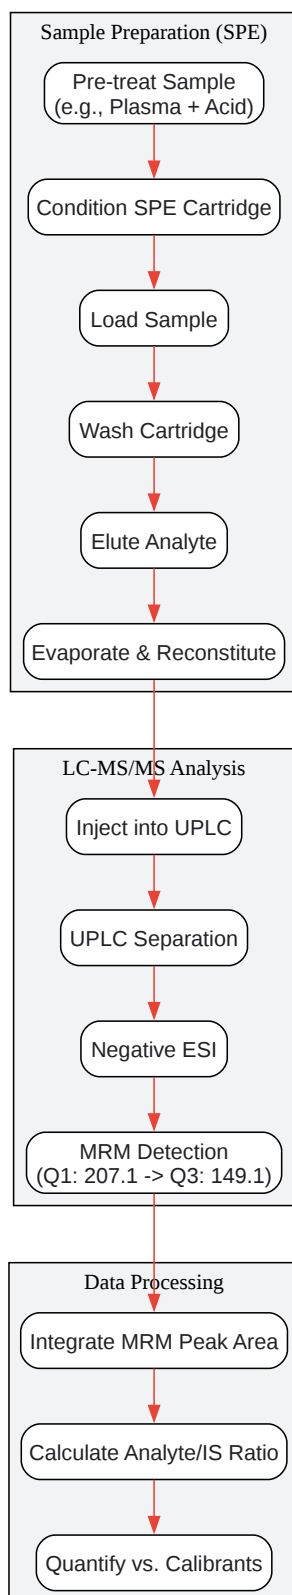 Sample Preparation (SPE)
Pre-treat Sample
(e.g., Plasma + Acid)
Condition SPE Cartridge
Load Sample
Wash Cartridge
Elute Analyte
Evaporate & Reconstitute
LC-MS/MS Analysis
Inject into UPLC
UPLC Separation
Negative ESI
MRM Detection
(Q1: 207.1 -> Q3: 149.1)
Data Processing
Integrate MRM Peak Area
Calculate Analyte/IS Ratio
Quantify vs. Calibrants